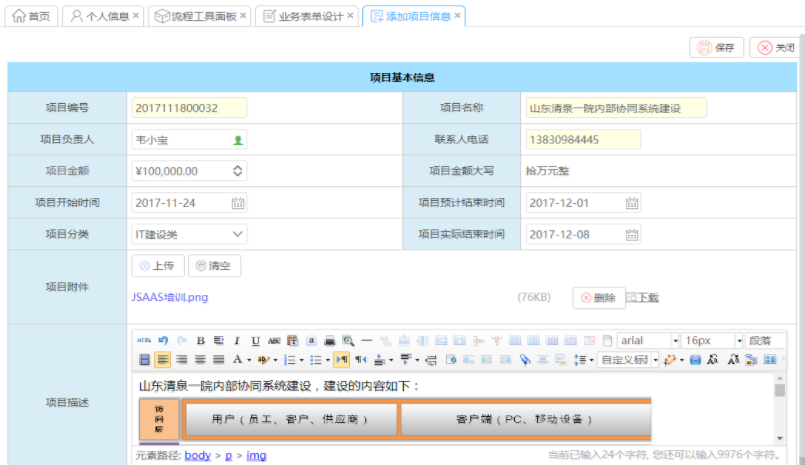 首页 个人信息 × 流程工具面板 × 业务表单设计 × 添加项目信息 ×
保存 关闭
项目基本信息
项目编号 2017111800032 项目名称 山东清泉一院内部协同系统建设
项目负责人 韦小宝 联系人电话 13830984445
项目金额 ¥100,000.00 项目金额大写 拾万元整
项目开始时间 2017-11-24 项目预计结束时间 2017-12-01
项目分类 IT建设类 项目实际结束时间 2017-12-08
项目附件 上传 清空
JSAAS培训.png (76KB) 删除 下载
HTML B I U ABC arial 16px 段落
A 自定义标题
项目描述
山东清泉一院内部协同系统建设，建设的内容如下：
访问层 用户（员工、客户、供应商） 客户端（PC、移动设备）
元素路径: body > p > img 当前已输入24个字符, 您还可以输入9976个字符。